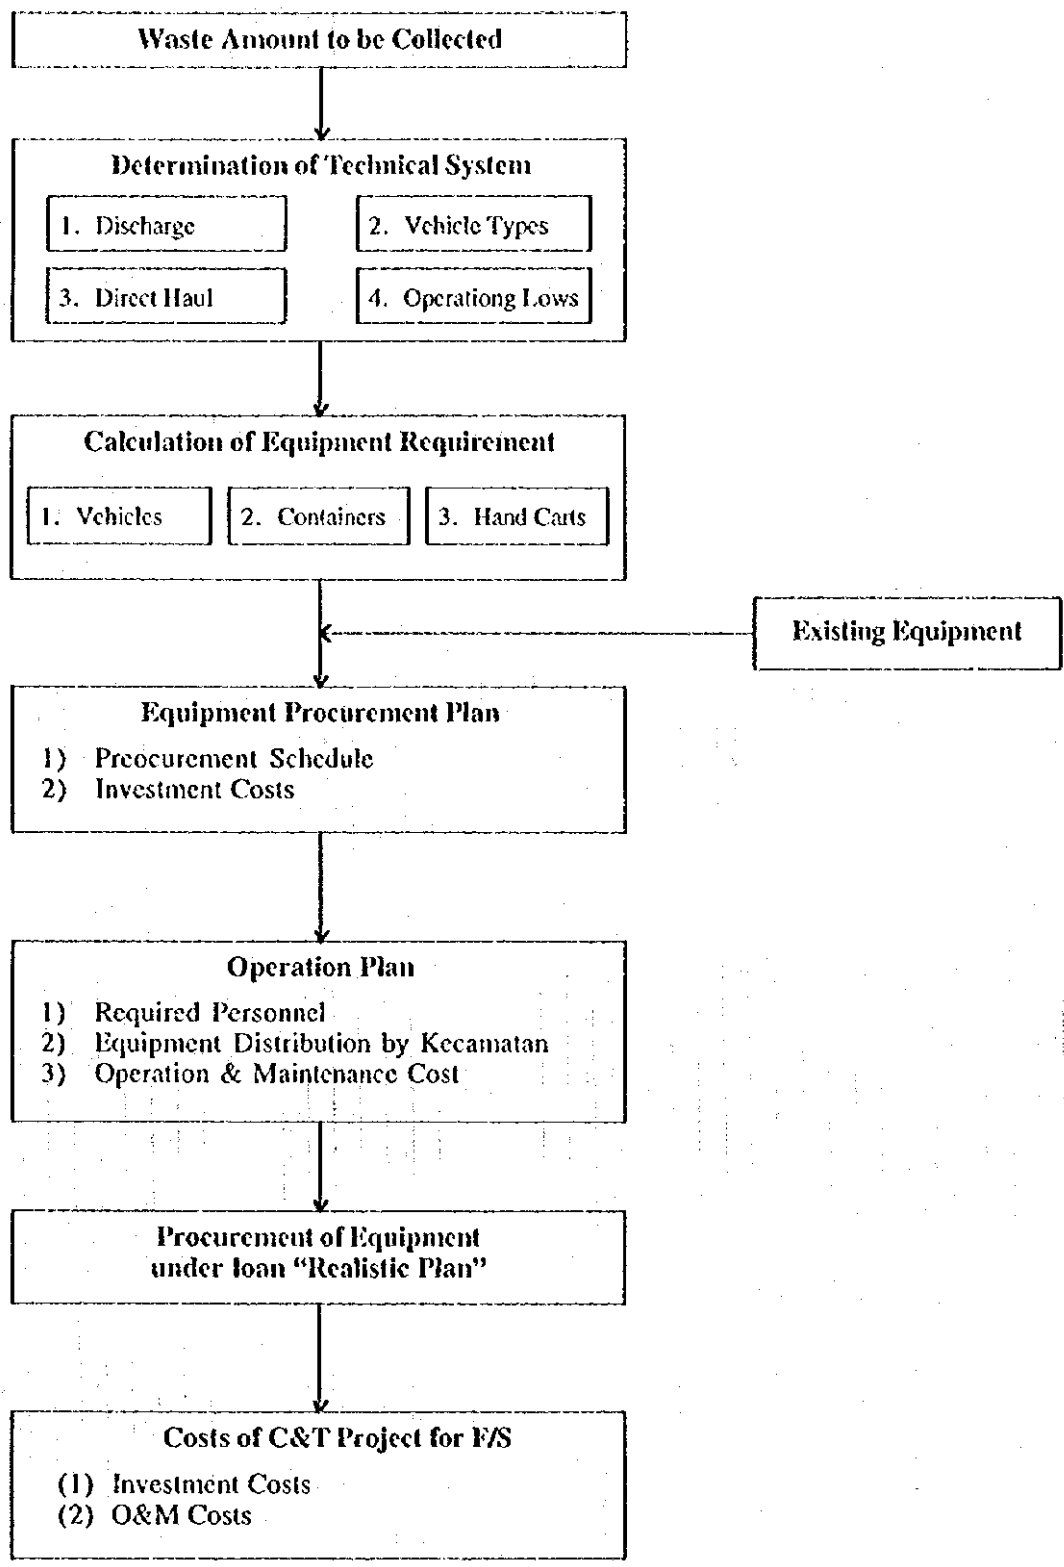 Waste Amount to be Collected
Determination of Technical System
1. Discharge
2. Vehicle Types
3. Direct Haul
4. Operationg Lows
Calculation of Equipment Requirement
1. Vehicles
2. Containers
3. Hand Carts
Existing Equipment
Equipment Procurement Plan
1) Preocurement Schedule
2) Investment Costs
Operation Plan
1) Required Personnel
2) Equipment Distribution by Kecamatan
3) Operation & Maintenance Cost
Procurement of Equipment
under loan “Realistic Plan”
Costs of C&T Project for F/S
(1) Investment Costs
(2) O&M Costs